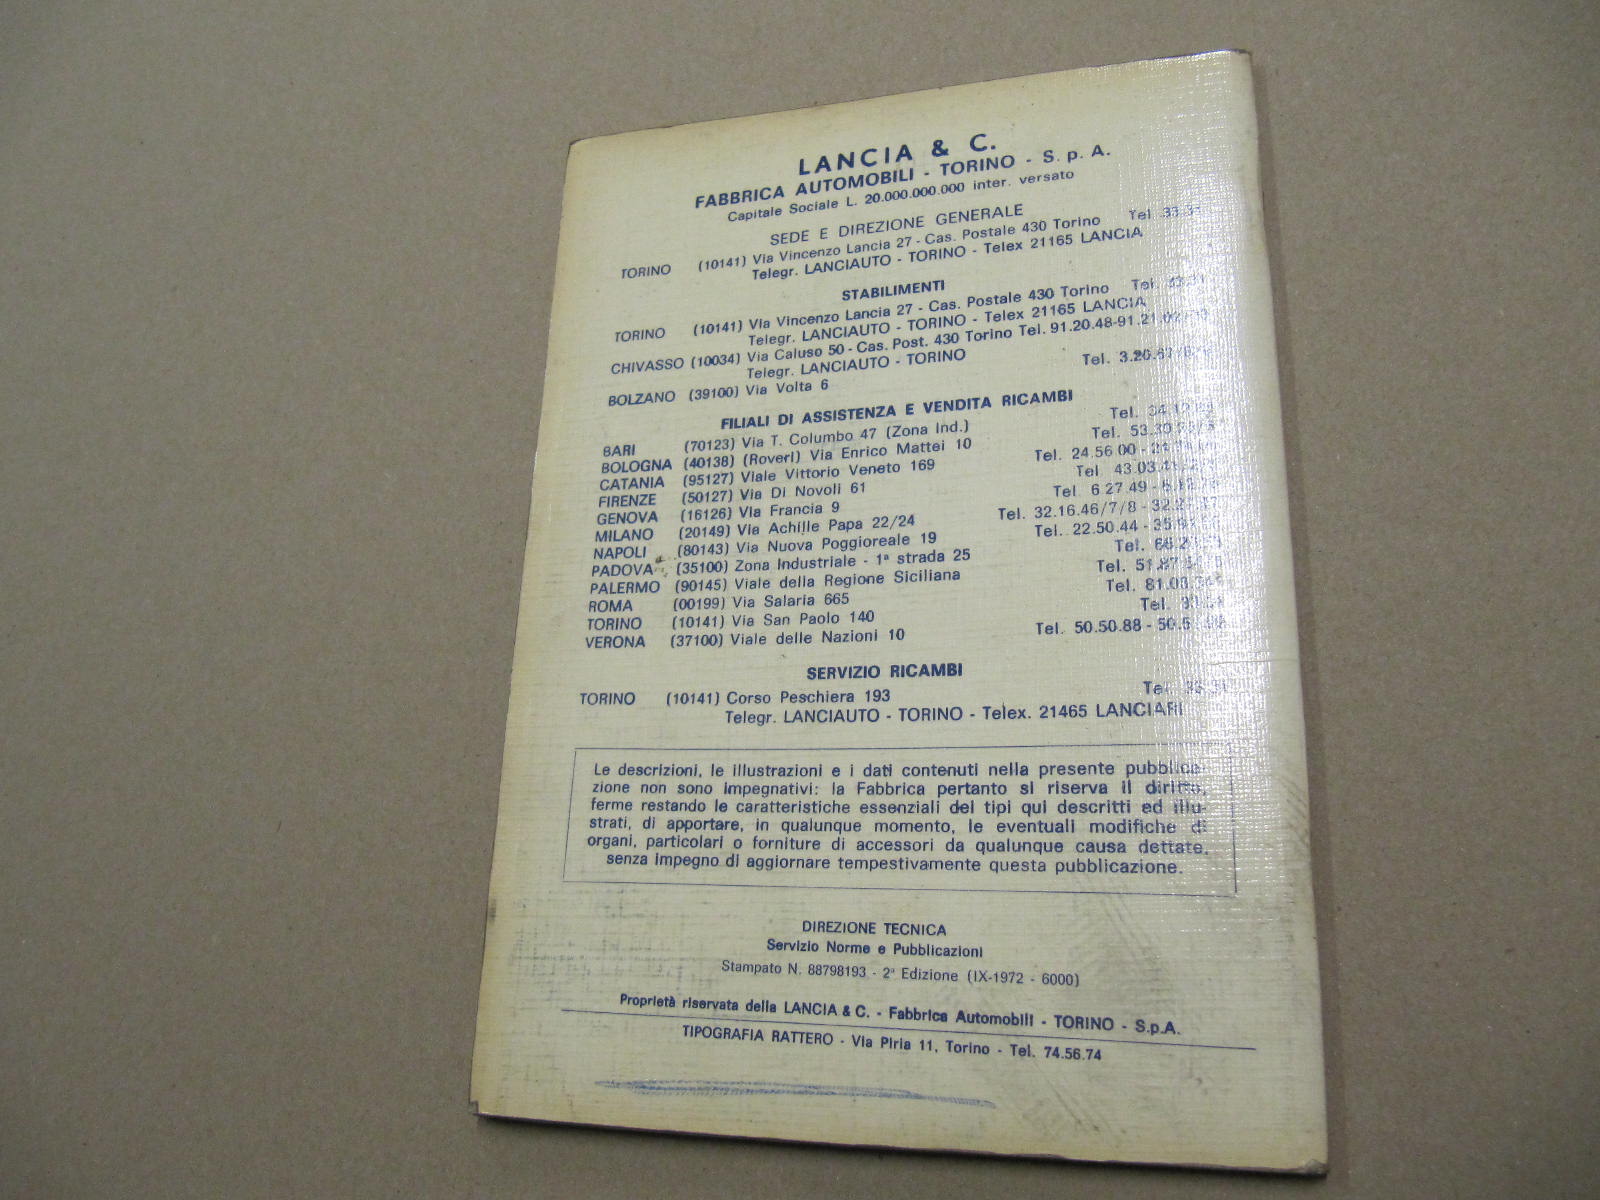 LANCIA & C.
FABBRICA AUTOMOBILI - TORINO - S. p. A.
Capitale Sociale L. 20.000.000.000 inter. versato
SEDE E DIREZIONE GENERALE
TORINO (10141) Via Vincenzo Lancia 27 - Cas. Postale 430 Torino Tel. 33.31
Telegr. LANCIAUTO - TORINO - Telex 21165 LANCIA
STABILIMENTI
TORINO (10141) Via Vincenzo Lancia 27 - Cas. Postale 430 Torino Tel.
Telegr. LANCIAUTO - TORINO - Telex 21165 LANCIA
CHIVASSO (10034) Via Caluso 50 - Cas. Post. 430 Torino Tel. 91.20.48-
Telegr. LANCIAUTO - TORINO
BOLZANO (39100) Via Volta 6 Tel.
FILIALI DI ASSISTENZA E VENDITA RICAMBI
BARI (70123) Via T. Columbo 47 (Zona Ind.) Tel.
BOLOGNA (40138) (Roveri) Via Enrico Mattei 10 Tel.
CATANIA (95127) Viale Vittorio Veneto 169 Tel. 24.56.00 -
FIRENZE (50127) Via Di Novoli 61 Tel.
GENOVA (16126) Via Francia 9 Tel. 6.27.49 -
MILANO (20149) Via Achille Papa 22/24 Tel. 32.16.46/7/8 -
NAPOLI (80143) Via Nuova Poggioreale 19 Tel. 22.50.44 -
PADOVA (35100) Zona Industriale - 1ª strada 25 Tel.
PALERMO (90145) Viale della Regione Siciliana Tel.
ROMA (00199) Via Salaria 665 Tel.
TORINO (10141) Via San Paolo 140 Tel.
VERONA (37100) Viale delle Nazioni 10 Tel. 50.50.88 -
SERVIZIO RICAMBI
TORINO (10141) Corso Peschiera 193 Tel. 33.31
Telegr. LANCIAUTO - TORINO - Telex. 21465 LANCIARI
Le descrizioni, le illustrazioni e i dati contenuti nella presente pubblica-
zione non sono impegnativi: la Fabbrica pertanto si riserva il diritto,
ferme restando le caratteristiche essenziali dei tipi qui descritti ed illu-
strati, di apportare, in qualunque momento, le eventuali modifiche di
organi, particolari o forniture di accessori da qualunque causa dettate,
senza impegno di aggiornare tempestivamente questa pubblicazione.
DIREZIONE TECNICA
Servizio Norme e Pubblicazioni
Stampato N. 88798193 - 2ª Edizione (IX-1972 - 6000)
Proprietà riservata della LANCIA & C. - Fabbrica Automobili - TORINO - S.p.A.
TIPOGRAFIA RATTERO - Via Piria 11, Torino - Tel. 74.56.74